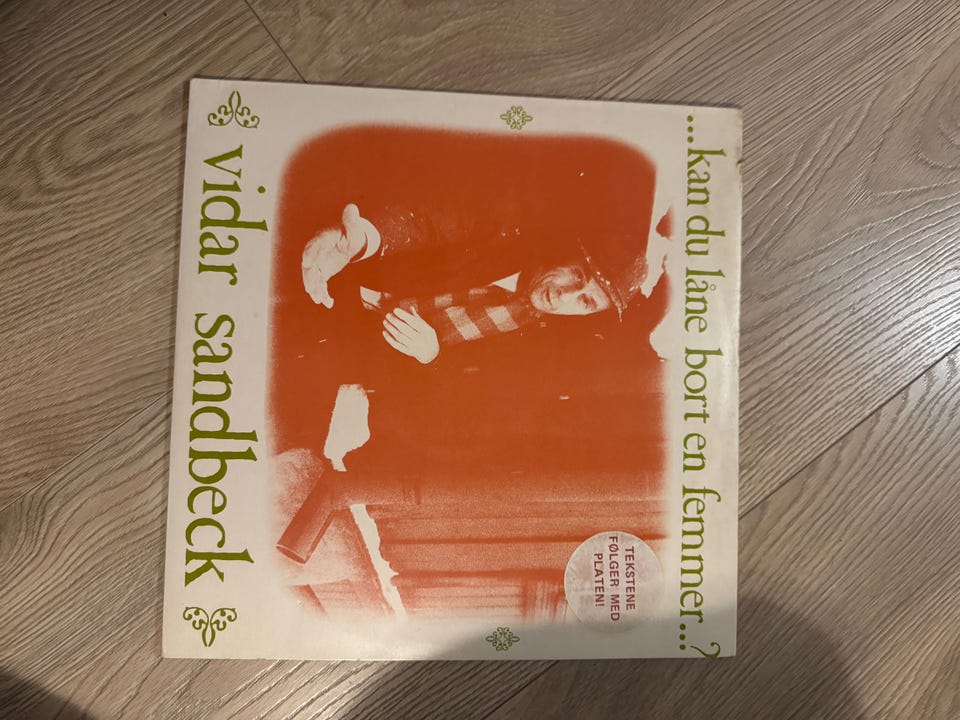 ...kan du låne bort en femmer...?
TEKSTENE
FØLGER MED
PLATEN!
vidar sandbeck